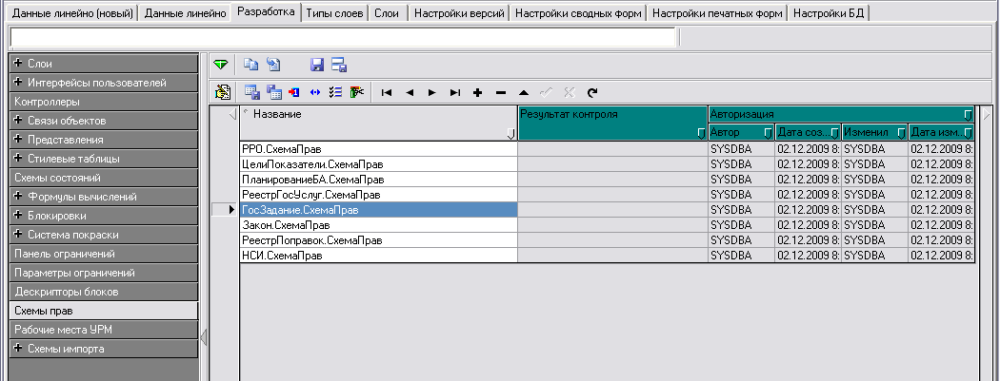 Данные линейно (новый) Данные линейно Разработка Типы слоев Слои Настройки версий Настройки сводных форм Настройки печатных форм Настройки БД
+ Слои
+ Интерфейсы пользователей
Контроллеры
+ Связи объектов
+ Представления
+ Стилевые таблицы
Схемы состояний
+ Формулы вычислений
+ Блокировки
+ Система покраски
Панель ограничений
Параметры ограничений
Дескрипторы блоков
Схемы прав
Рабочие места УРМ
+ Схемы импорта
Название Результат контроля Авторизация
Автор Дата соз... Изменил Дата изм...
РРО.СхемаПрав SYSDBA 02.12.2009 8: SYSDBA 02.12.2009 8:
ЦелиПоказатели.СхемаПрав SYSDBA 02.12.2009 8: SYSDBA 02.12.2009 8:
ПланированиеБА.СхемаПрав SYSDBA 02.12.2009 8: SYSDBA 02.12.2009 8:
РеестрГосУслуг.СхемаПрав SYSDBA 02.12.2009 8: SYSDBA 02.12.2009 8:
ГосЗадание.СхемаПрав SYSDBA 02.12.2009 8: SYSDBA 02.12.2009 8:
Закон.СхемаПрав SYSDBA 02.12.2009 8: SYSDBA 02.12.2009 8:
РеестрПоправок.СхемаПрав SYSDBA 02.12.2009 8: SYSDBA 02.12.2009 8:
НСИ.СхемаПрав SYSDBA 02.12.2009 8: SYSDBA 02.12.2009 8: